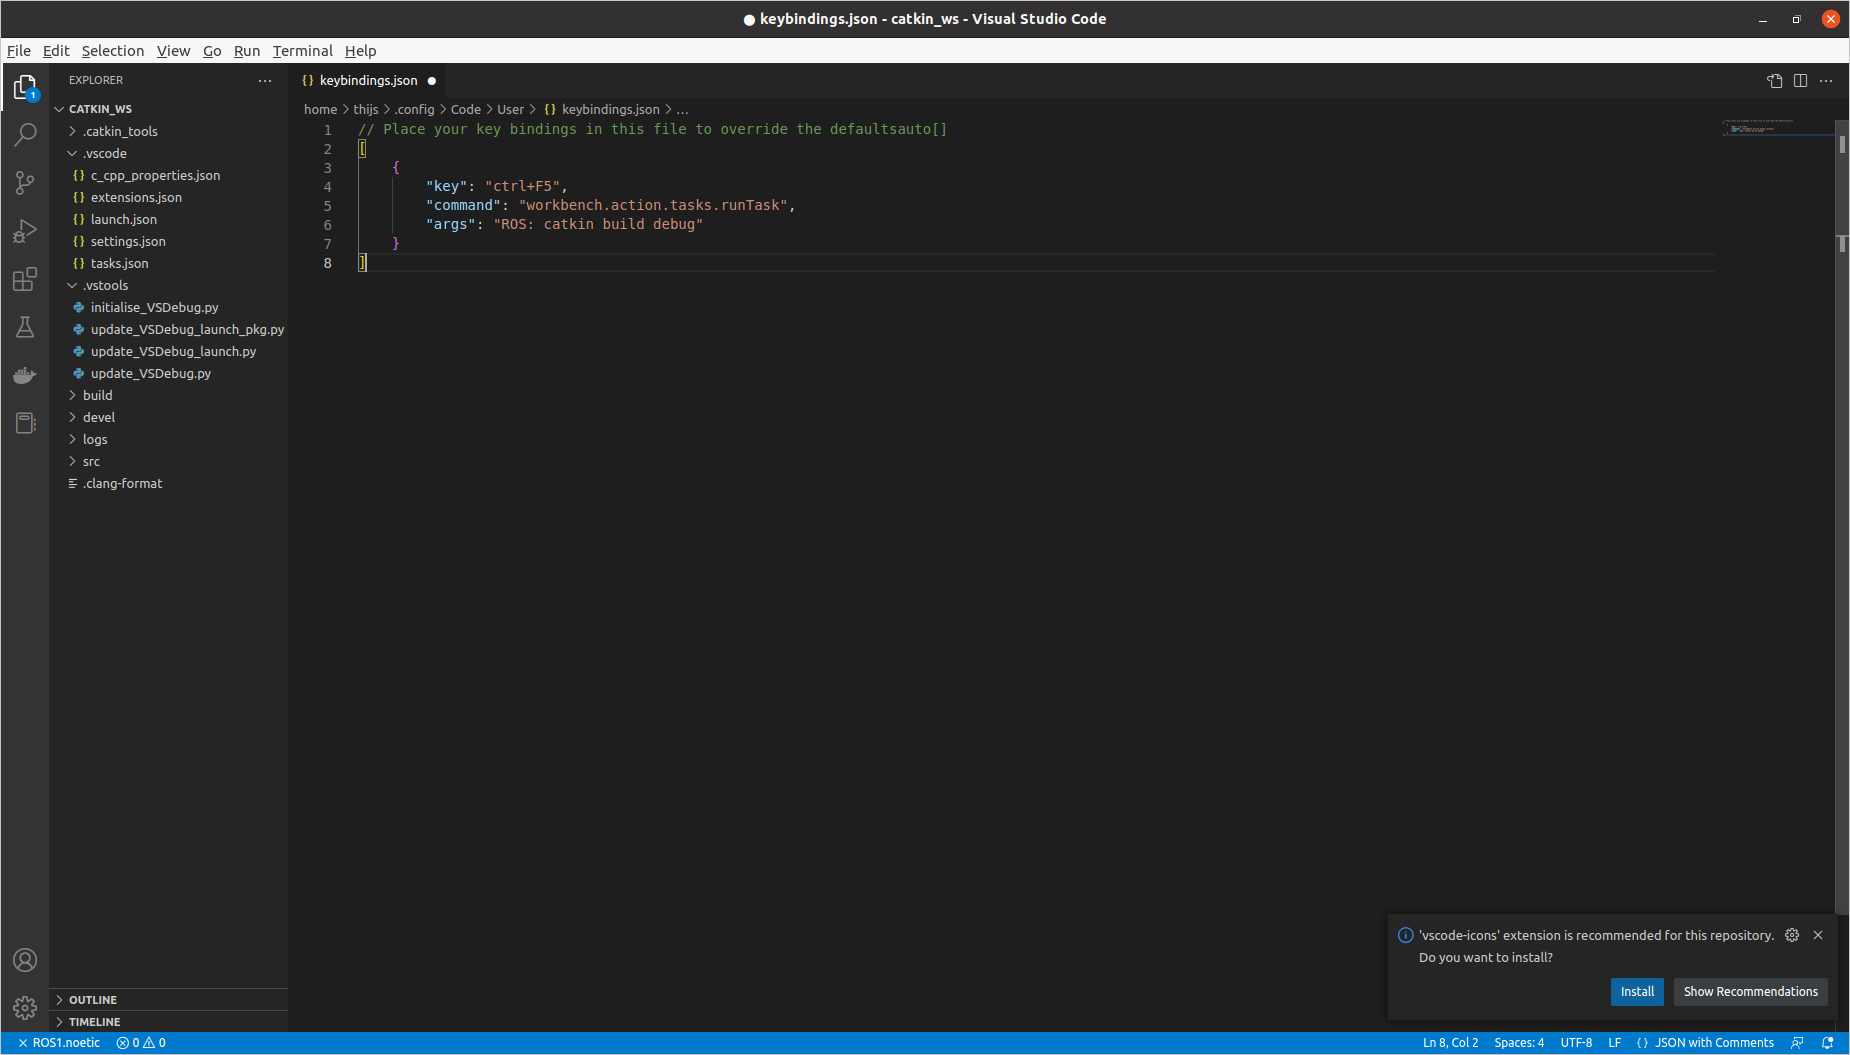 ● keybindings.json - catkin_ws - Visual Studio Code
File Edit Selection View Go Run Terminal Help
EXPLORER
CATKIN_WS
.catkin_tools
.vscode
{} c_cpp_properties.json
{} extensions.json
{} launch.json
{} settings.json
{} tasks.json
.vstools
initialise_VSDebug.py
update_VSDebug_launch_pkg.py
update_VSDebug_launch.py
update_VSDebug.py
build
devel
logs
src
.clang-format
OUTLINE
TIMELINE
{} keybindings.json ●
home > thijs > .config > Code > User > {} keybindings.json > ...
1 // Place your key bindings in this file to override the defaultsauto[]
2 [
3     {
4         "key": "ctrl+F5",
5         "command": "workbench.action.tasks.runTask",
6         "args": "ROS: catkin build debug"
7     }
8 ]
'vscode-icons' extension is recommended for this repository.
Do you want to install?
Install Show Recommendations
1
ROS1.noetic 0 0 Ln 8, Col 2 Spaces: 4 UTF-8 LF {} JSON with Comments